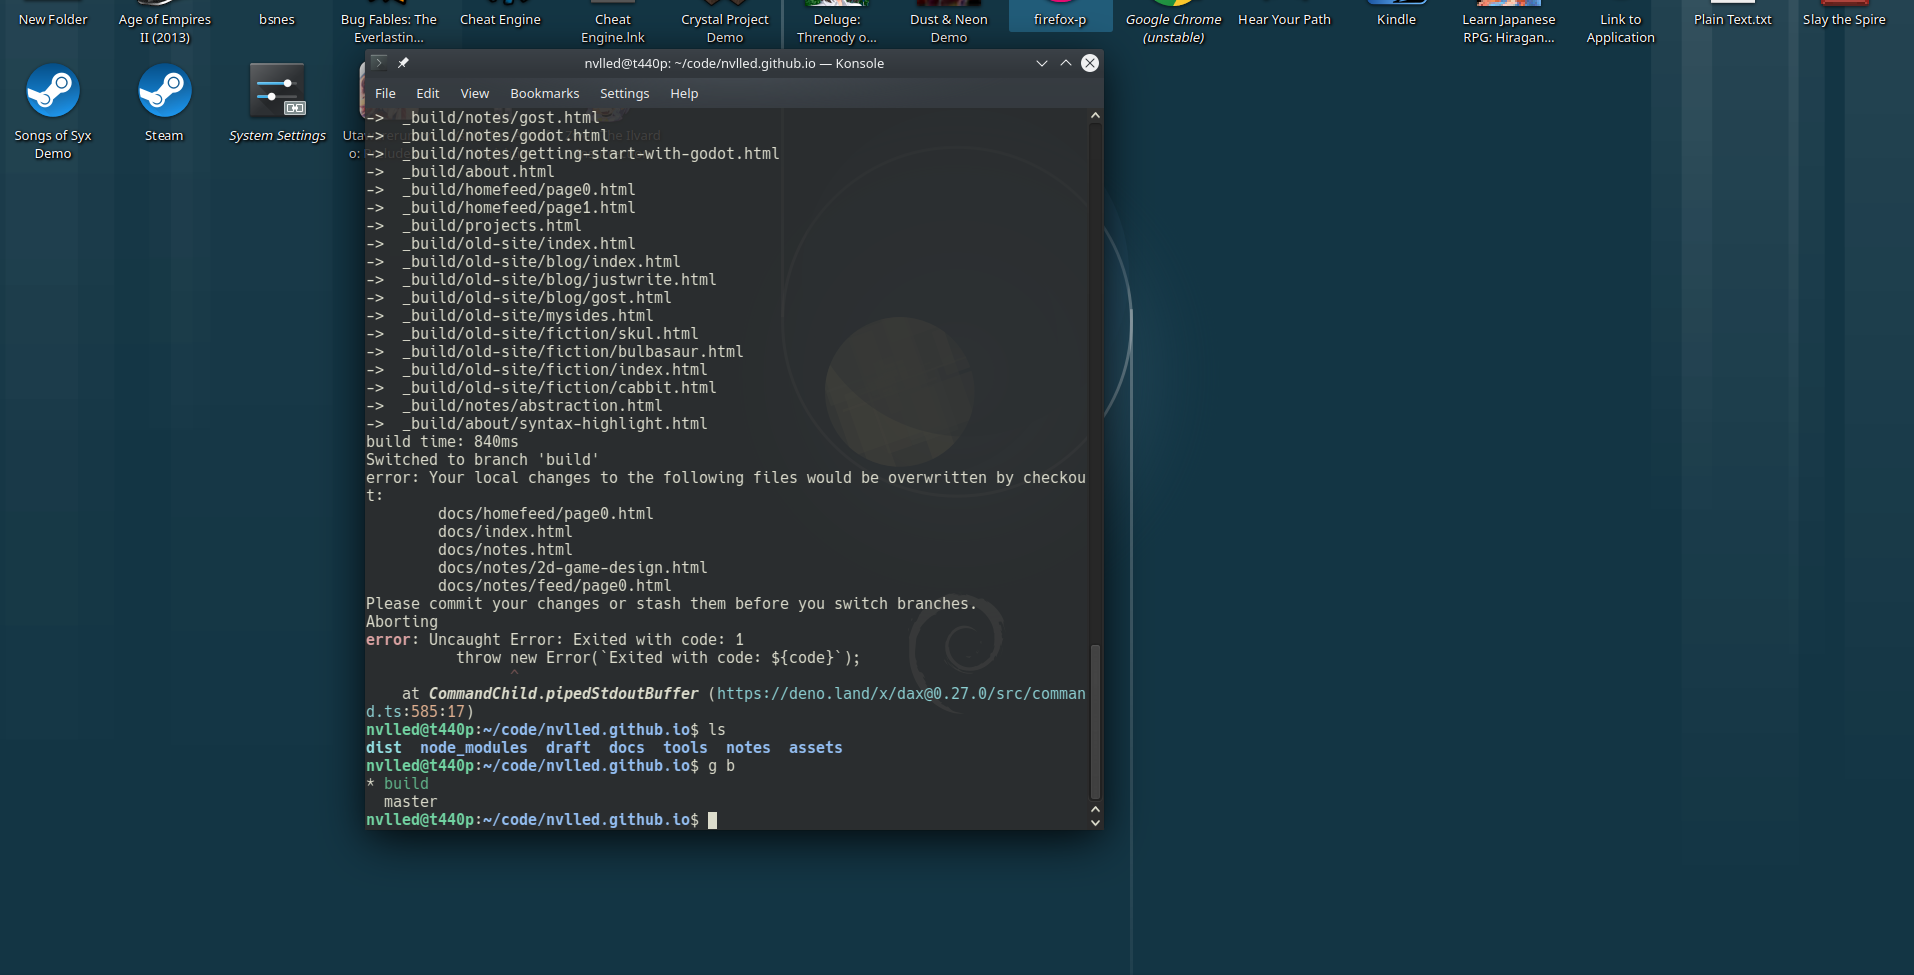 New Folder
Age of Empires
II (2013)
bsnes
Bug Fables: The
Everlastin...
Cheat Engine
Cheat
Engine.lnk
Crystal Project
Demo
Deluge:
Threnody o...
Dust & Neon
Demo
firefox-p
Google Chrome
(unstable)
Hear Your Path
Kindle
Learn Japanese
RPG: Hiragan...
Link to
Application
Plain Text.txt
Slay the Spire
Songs of Syx
Demo
Steam
System Settings
nvlled@t440p: ~/code/nvlled.github.io — Konsole
File Edit View Bookmarks Settings Help
-> _build/notes/gost.html
-> _build/notes/godot.html
-> _build/notes/getting-start-with-godot.html
-> _build/about.html
-> _build/homefeed/page0.html
-> _build/homefeed/page1.html
-> _build/projects.html
-> _build/old-site/index.html
-> _build/old-site/blog/index.html
-> _build/old-site/blog/justwrite.html
-> _build/old-site/blog/gost.html
-> _build/old-site/mysides.html
-> _build/old-site/fiction/skul.html
-> _build/old-site/fiction/bulbasaur.html
-> _build/old-site/fiction/index.html
-> _build/old-site/fiction/cabbit.html
-> _build/notes/abstraction.html
-> _build/about/syntax-highlight.html
build time: 840ms
Switched to branch 'build'
error: Your local changes to the following files would be overwritten by checkou
t:
docs/homefeed/page0.html
docs/index.html
docs/notes.html
docs/notes/2d-game-design.html
docs/notes/feed/page0.html
Please commit your changes or stash them before you switch branches.
Aborting
error: Uncaught Error: Exited with code: 1
throw new Error(`Exited with code: ${code}`);
^
at CommandChild.pipedStdoutBuffer (https://deno.land/x/dax@0.27.0/src/comman
d.ts:585:17)
nvlled@t440p:~/code/nvlled.github.io$ ls
dist node_modules draft docs tools notes assets
nvlled@t440p:~/code/nvlled.github.io$ g b
* build
master
nvlled@t440p:~/code/nvlled.github.io$